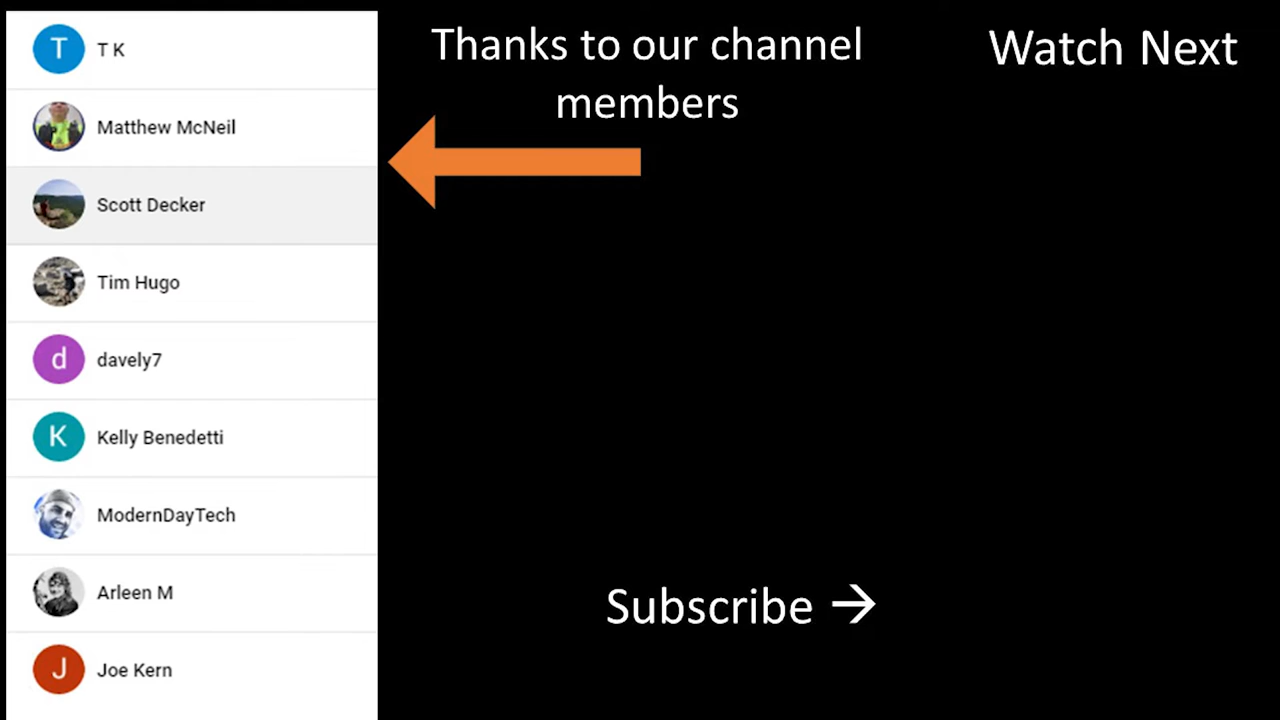 T
T K
Matthew McNeil
Scott Decker
Tim Hugo
d
davely7
K
Kelly Benedetti
ModernDayTech
Arleen M
J
Joe Kern
Thanks to our channel
members
Watch Next
Subscribe →